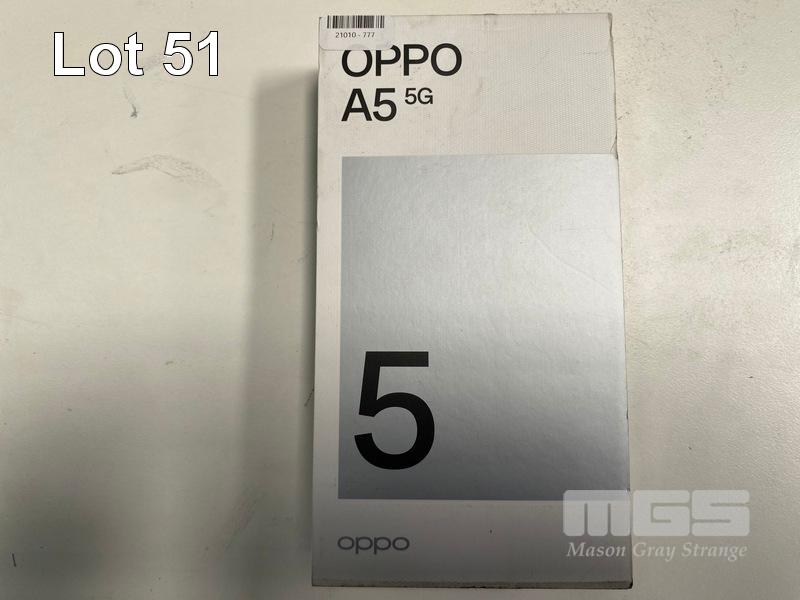 Lot 51
21010 - 777
OPPO
A5 5G
5
oppo
MGS
Mason Gray Strange